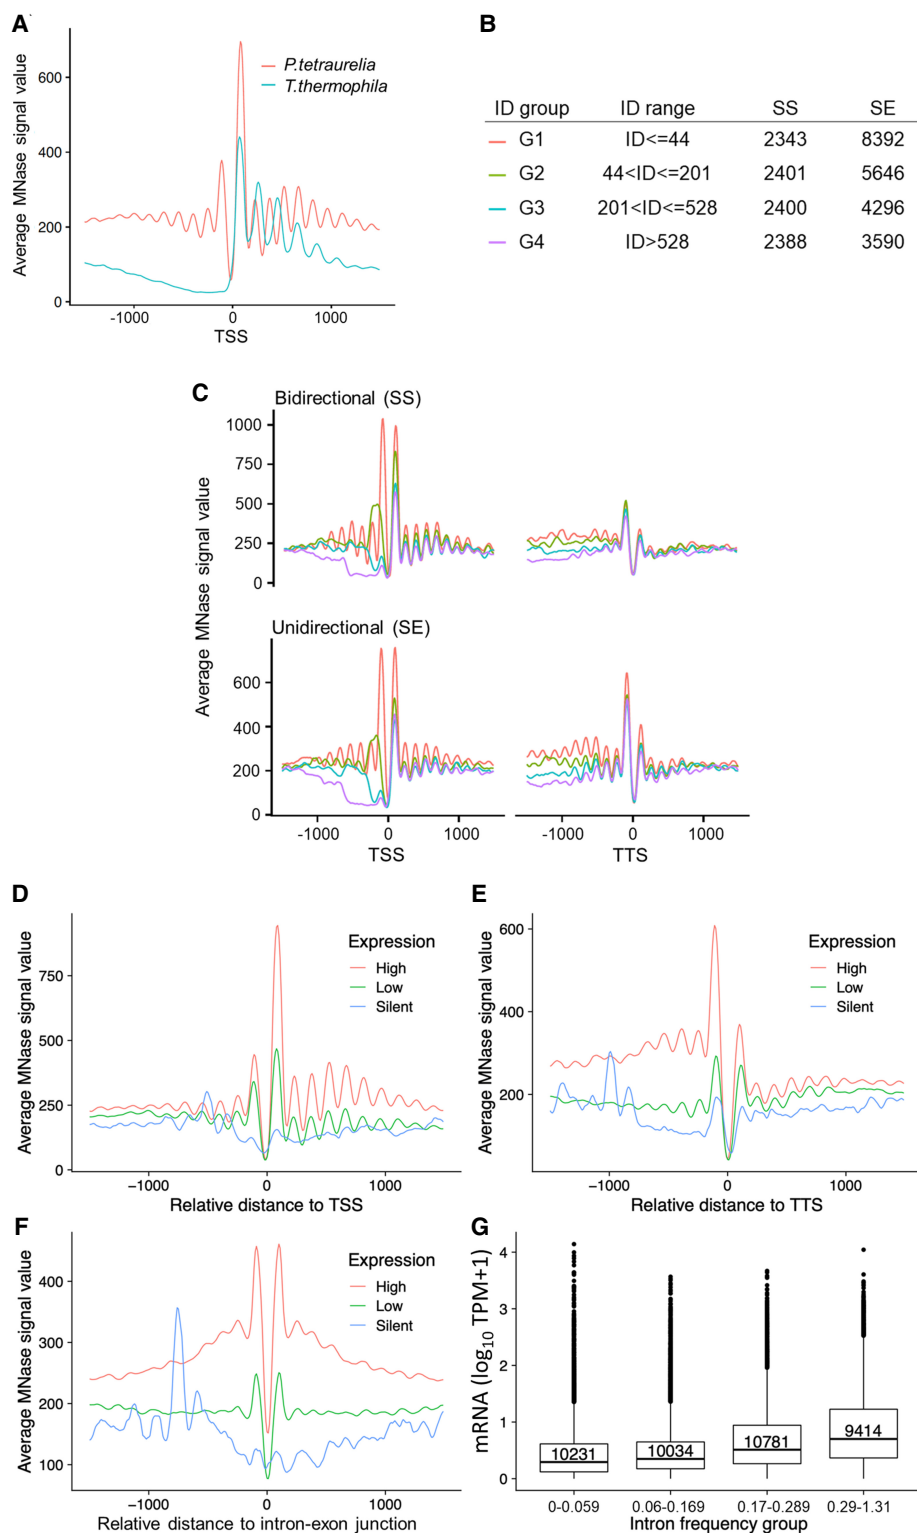 A
Average MNase signal value
600
400
200
0
-1000
0
1000
TSS
P.tetraurelia
T.thermophila
B
ID group ID range SS SE
G1 ID<=44 2343 8392
G2 44<ID<=201 2401 5646
G3 201<ID<=528 2400 4296
G4 ID>528 2388 3590
C
Bidirectional (SS)
Average MNase signal value
1000
750
500
250
0
Unidirectional (SE)
600
400
200
0
-1000 0 1000
TSS
-1000 0 1000
TTS
D
Average MNase signal value
750
500
250
0
Expression
High
Low
Silent
−1000 0 1000
Relative distance to TSS
E
Average MNase signal value
600
400
200
Expression
High
Low
Silent
−1000 0 1000
Relative distance to TTS
F
Average MNase signal value
400
300
200
100
Expression
High
Low
Silent
−1000 0 1000
Relative distance to intron-exon junction
G
mRNA (log10 TPM+1)
4
3
2
1
0
10231
10034
10781
9414
0-0.059 0.06-0.169 0.17-0.289 0.29-1.31
Intron frequency group